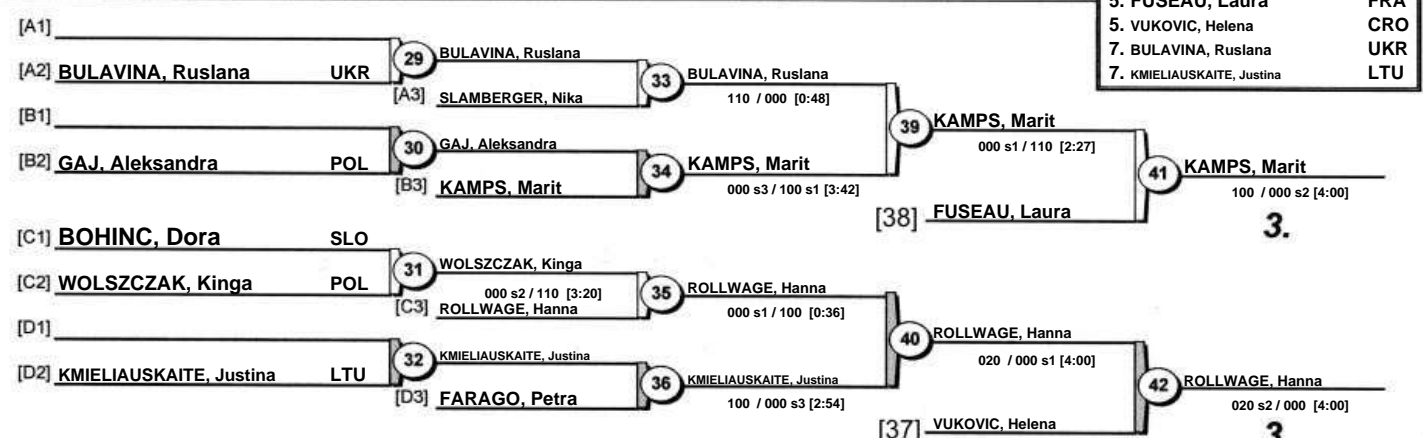 5. FUSEAU, Laura FRA
5. VUKOVIC, Helena CRO
7. BULAVINA, Ruslana UKR
7. KMIELIAUSKAITE, Justina LTU
[A1]
[A2] BULAVINA, Ruslana UKR
29
BULAVINA, Ruslana
[A3] SLAMBERGER, Nika
33
BULAVINA, Ruslana
110 / 000 [0:48]
[B1]
[B2] GAJ, Aleksandra POL
30
GAJ, Aleksandra
[B3] KAMPS, Marit
34
KAMPS, Marit
000 s3 / 100 s1 [3:42]
39
KAMPS, Marit
000 s1 / 110 [2:27]
[38] FUSEAU, Laura
41
KAMPS, Marit
100 / 000 s2 [4:00]
3.
[C1] BOHINC, Dora SLO
[C2] WOLSZCZAK, Kinga POL
31
WOLSZCZAK, Kinga
000 s2 / 110 [3:20]
[C3] ROLLWAGE, Hanna
35
ROLLWAGE, Hanna
000 s1 / 100 [0:36]
[D1]
[D2] KMIELIAUSKAITE, Justina LTU
32
KMIELIAUSKAITE, Justina
[D3] FARAGO, Petra
36
KMIELIAUSKAITE, Justina
100 / 000 s3 [2:54]
40
ROLLWAGE, Hanna
020 / 000 s1 [4:00]
[37] VUKOVIC, Helena
42
ROLLWAGE, Hanna
020 s2 / 000 [4:00]
3.